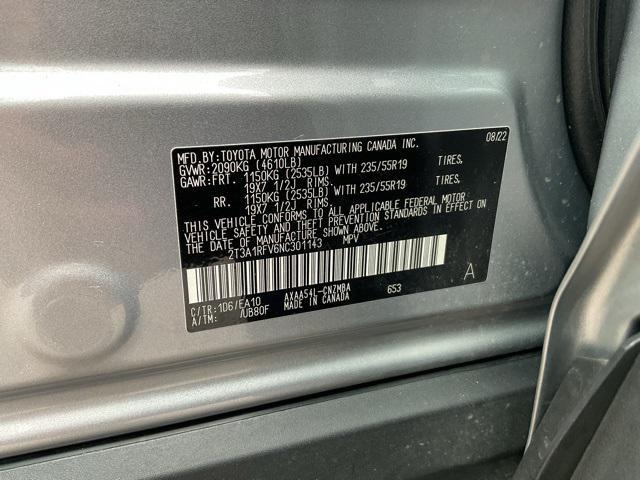 MFD.BY:TOYOTA MOTOR MANUFACTURING CANADA INC. 08/22
GVWR:2090KG (4610LB)
GAWR:FRT. 1150KG (2535LB) WITH 235/55R19 TIRES,
19X7 1/2J RIMS.
RR. 1150KG (2535LB) WITH 235/55R19 TIRES,
19X7 1/2J RIMS.
THIS VEHICLE CONFORMS TO ALL APPLICABLE FEDERAL MOTOR
VEHICLE SAFETY AND THEFT PREVENTION STANDARDS IN EFFECT ON
THE DATE OF MANUFACTURE SHOWN ABOVE.
2T3A1RFV6NC301143 MPV
A
C/TR:1D6/EA10 AXAA54L-CNZMBA 653
A/TM: /UB80F MADE IN CANADA